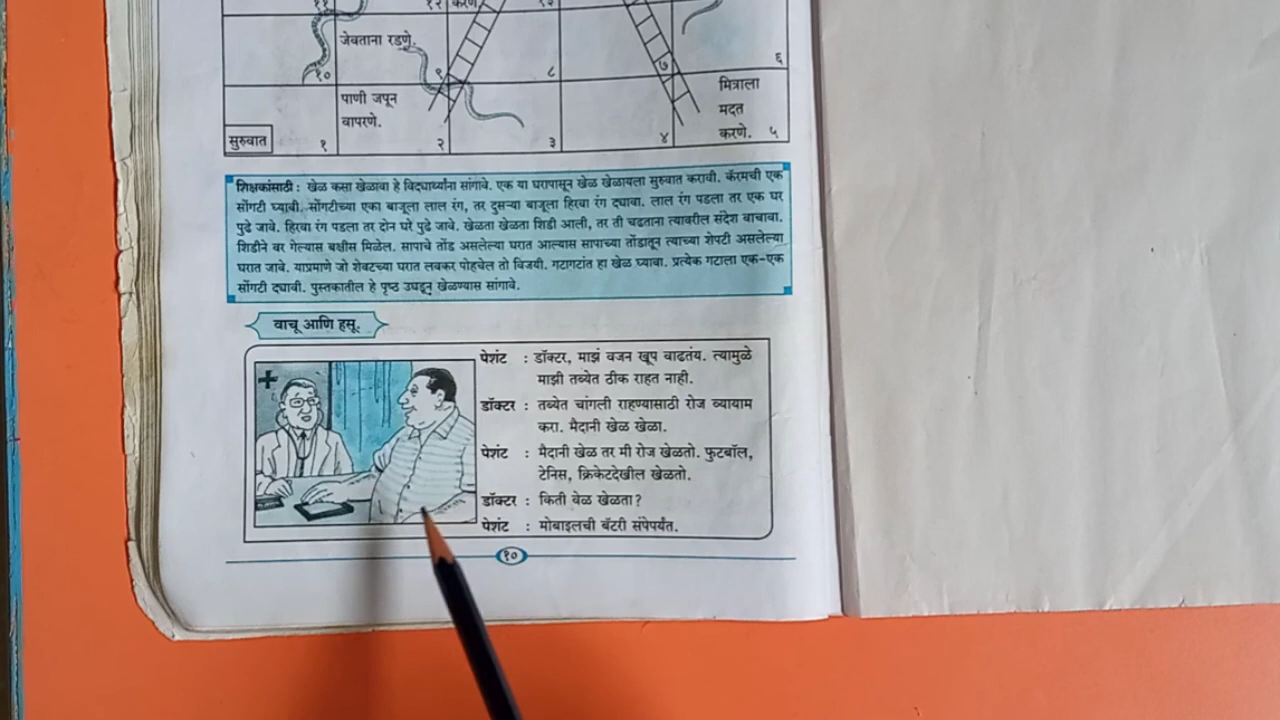 ११ १२ करणे १३
जेवताना रडणे.
१० ९ ८ ७ ६
पाणी जपून
वापरणे.
मित्राला
मदत
करणे. ५
सुरुवात १ २ ३ ४
शिक्षकांसाठी : खेळ कसा खेळावा हे विद्यार्थ्यांना सांगावे. एक या घरापासून खेळ खेळायला सुरुवात करावी. कॅरमची एक
सोंगटी घ्यावी. सोंगटीच्या एका बाजूला लाल रंग, तर दुसऱ्या बाजूला हिरवा रंग द्यावा. लाल रंग पडला तर एक घर
पुढे जावे. हिरवा रंग पडला तर दोन घरे पुढे जावे. खेळता खेळता शिडी आली, तर ती चढताना त्यावरील संदेश वाचावा.
शिडीने वर गेल्यास बक्षीस मिळेल. सापाचे तोंड असलेल्या घरात आल्यास सापाच्या तोंडातून त्याच्या शेपटी असलेल्या
घरात जावे. याप्रमाणे जो शेवटच्या घरात लवकर पोहचेल तो विजयी. गटागटांत हा खेळ घ्यावा. प्रत्येक गटाला एक-एक
सोंगटी द्यावी. पुस्तकातील हे पृष्ठ उघडून खेळण्यास सांगावे.
वाचू आणि हसू.
पेशंट : डॉक्टर, माझं वजन खूप वाढतंय. त्यामुळे
माझी तब्येत ठीक राहत नाही.
डॉक्टर : तब्येत चांगली राहण्यासाठी रोज व्यायाम
करा. मैदानी खेळ खेळा.
पेशंट : मैदानी खेळ तर मी रोज खेळतो. फुटबॉल,
टेनिस, क्रिकेटदेखील खेळतो.
डॉक्टर : किती वेळ खेळता?
पेशंट : मोबाइलची बॅटरी संपेपर्यंत.
१०